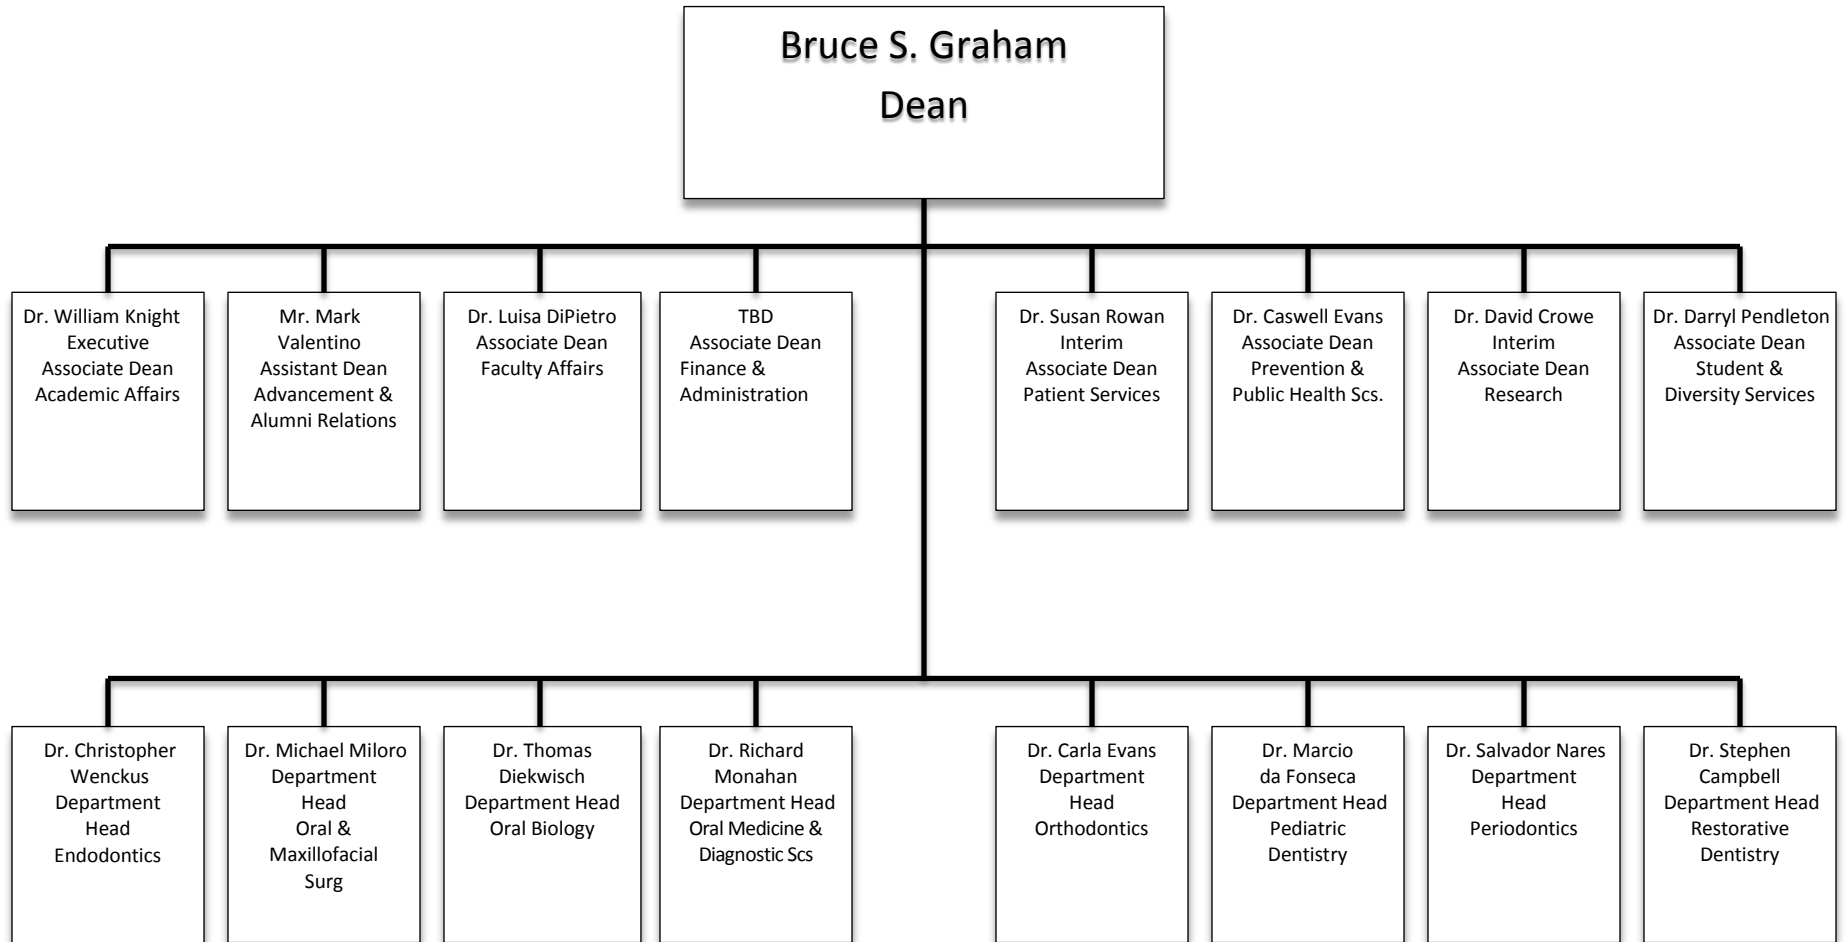 Bruce S. Graham
Dean
Dr. William Knight
Executive
Associate Dean
Academic Affairs
Mr. Mark
Valentino
Assistant Dean
Advancement &
Alumni Relations
Dr. Luisa DiPietro
Associate Dean
Faculty Affairs
TBD
Associate Dean
Finance &
Administration
Dr. Susan Rowan
Interim
Associate Dean
Patient Services
Dr. Caswell Evans
Associate Dean
Prevention &
Public Health Scs.
Dr. David Crowe
Interim
Associate Dean
Research
Dr. Darryl Pendleton
Associate Dean
Student &
Diversity Services
Dr. Christopher
Wenckus
Department
Head
Endodontics
Dr. Michael Miloro
Department
Head
Oral &
Maxillofacial
Surg
Dr. Thomas
Diekwisch
Department Head
Oral Biology
Dr. Richard
Monahan
Department Head
Oral Medicine &
Diagnostic Scs
Dr. Carla Evans
Department
Head
Orthodontics
Dr. Marcio
da Fonseca
Department Head
Pediatric
Dentistry
Dr. Salvador Nares
Department
Head
Periodontics
Dr. Stephen
Campbell
Department Head
Restorative
Dentistry